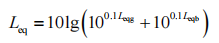 L_eq = 10lg(10^{0.1L_eqg} + 10^{0.1L_eqb})